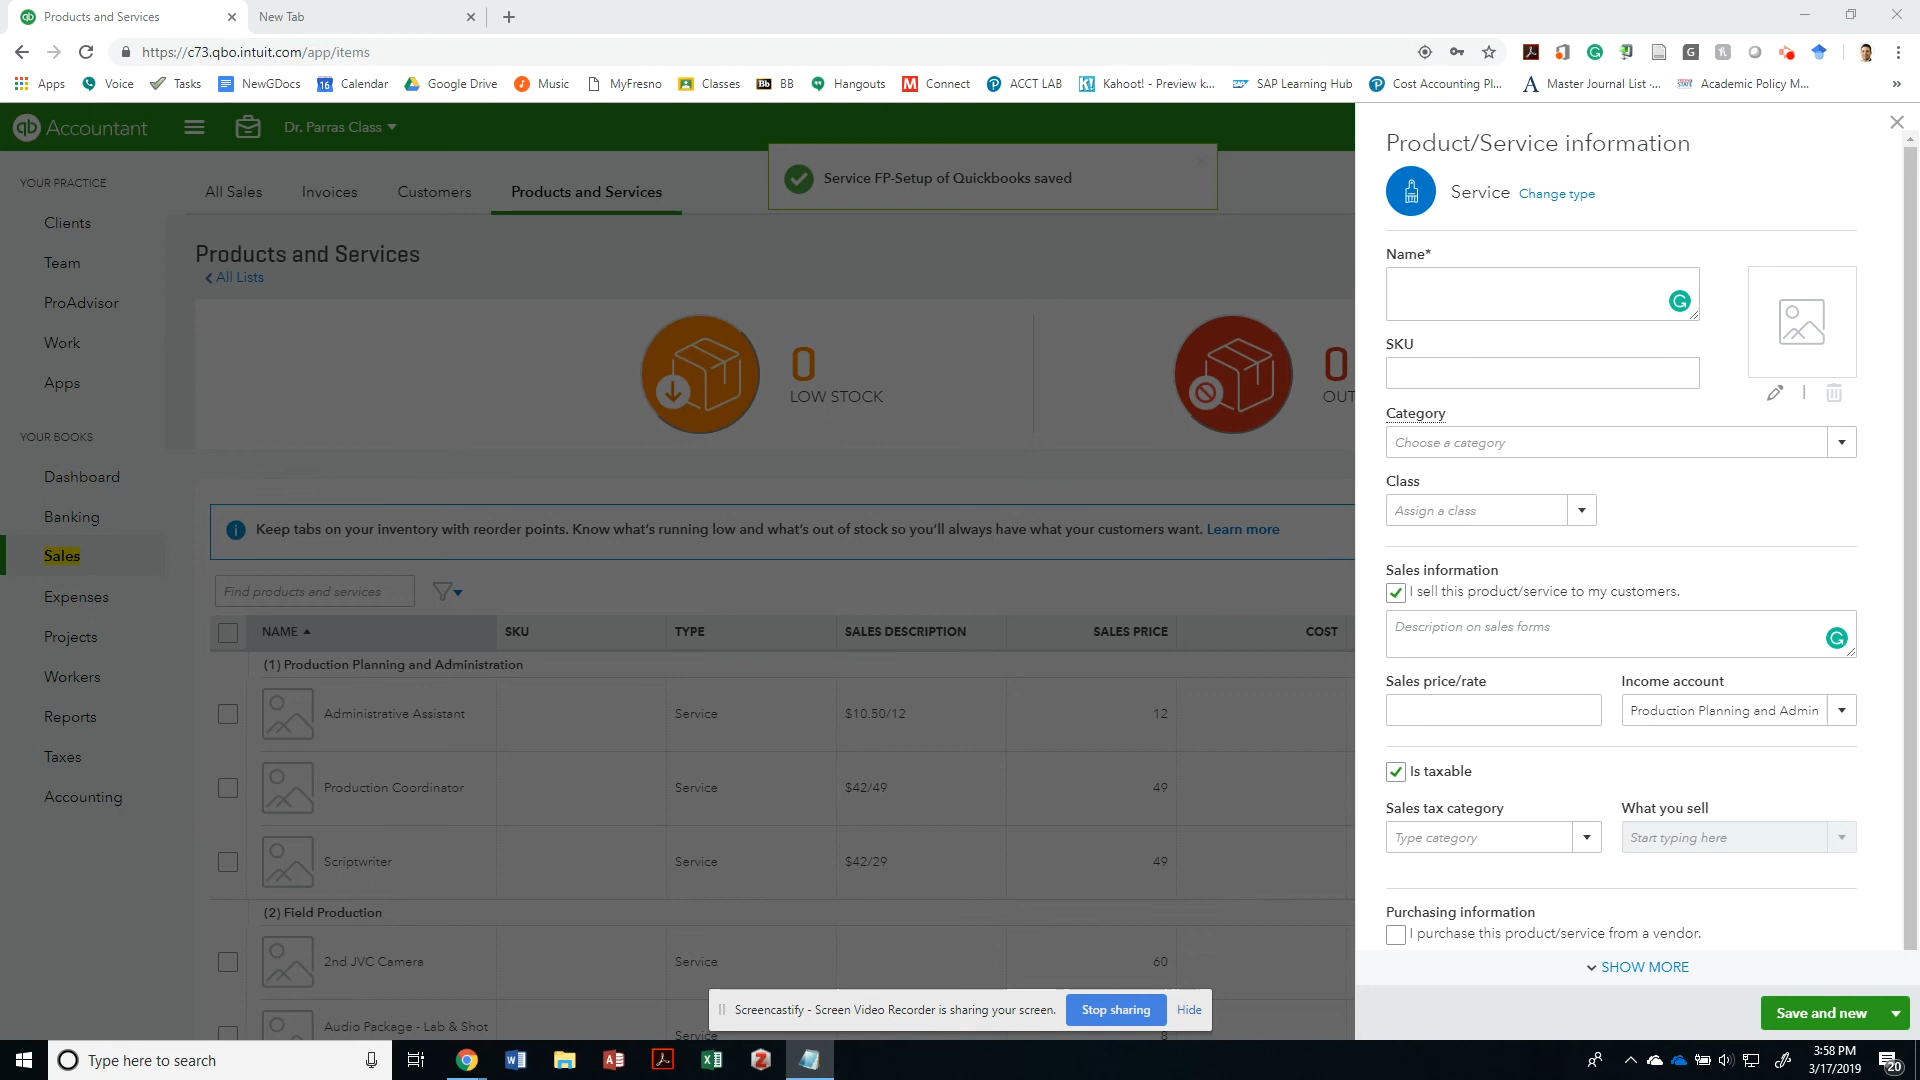 Products and Services
New Tab
https://c73.qbo.intuit.com/app/items
Apps
Voice
Tasks
NewGDocs
16
Calendar
Google Drive
Music
MyFresno
Classes
Bb
BB
Hangouts
Connect
ACCT LAB
Kahoot! - Preview k...
SAP Learning Hub
Cost Accounting Pl...
Master Journal List -...
Academic Policy M...
qb Accountant
Dr. Parras Class
YOUR PRACTICE
Clients
Team
ProAdvisor
Work
Apps
YOUR BOOKS
Dashboard
Banking
Sales
Expenses
Projects
Workers
Reports
Taxes
Accounting
All Sales
Invoices
Customers
Products and Services
Service FP-Setup of Quickbooks saved
Products and Services
All Lists
0
LOW STOCK
0
OUT
Keep tabs on your inventory with reorder points. Know what's running low and what's out of stock so you'll always have what your customers want. Learn more
Find products and services
NAME SKU TYPE SALES DESCRIPTION SALES PRICE COST
(1) Production Planning and Administration
Administrative Assistant Service $10.50/12 12
Production Coordinator Service $42/49 49
Scriptwriter Service $42/29 49
(2) Field Production
2nd JVC Camera Service 60
Audio Package - Lab & Shot Service 8
Screencastify - Screen Video Recorder is sharing your screen.
Stop sharing
Hide
Product/Service information
Service Change type
Name*
SKU
Category
Choose a category
Class
Assign a class
Sales information
I sell this product/service to my customers.
Description on sales forms
Sales price/rate
Income account
Production Planning and Admin
Is taxable
Sales tax category
What you sell
Type category
Start typing here
Purchasing information
I purchase this product/service from a vendor.
SHOW MORE
Save and new
Type here to search
3:58 PM
3/17/2019
20